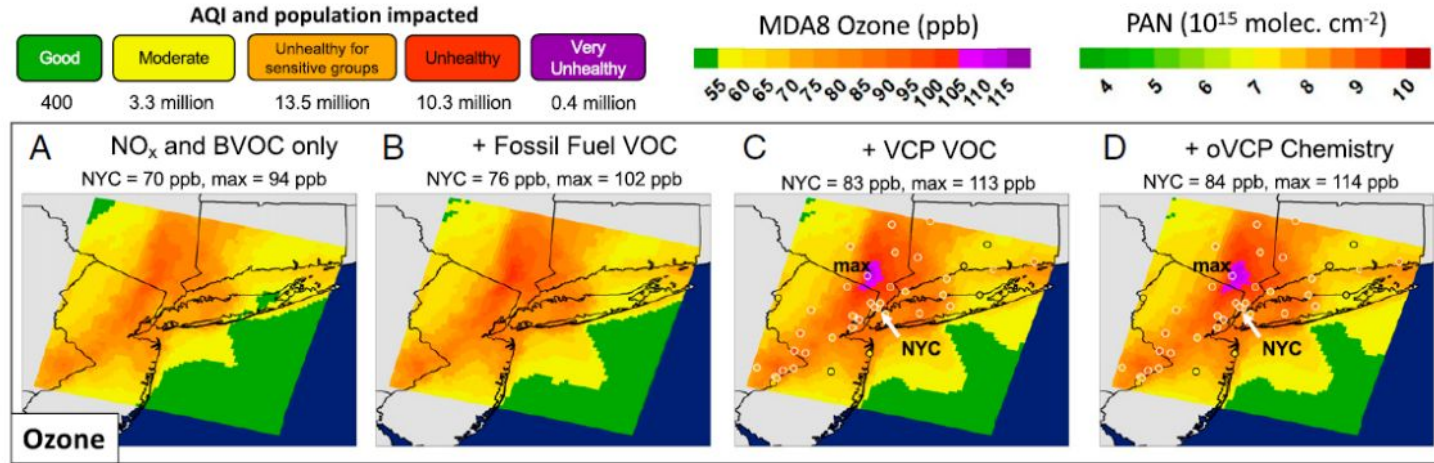 AQI and population impacted
Good
Moderate
Unhealthy for
sensitive groups
Unhealthy
Very
Unhealthy
400
3.3 million
13.5 million
10.3 million
0.4 million
MDA8 Ozone (ppb)
55 60 65 70 75 80 85 90 95 100 105 110 115
PAN (10¹⁵ molec. cm⁻²)
4 5 6 7 8 9 10
A NOₓ and BVOC only
NYC = 70 ppb, max = 94 ppb
B + Fossil Fuel VOC
NYC = 76 ppb, max = 102 ppb
C + VCP VOC
NYC = 83 ppb, max = 113 ppb
max
NYC
D + oVCP Chemistry
NYC = 84 ppb, max = 114 ppb
max
NYC
Ozone